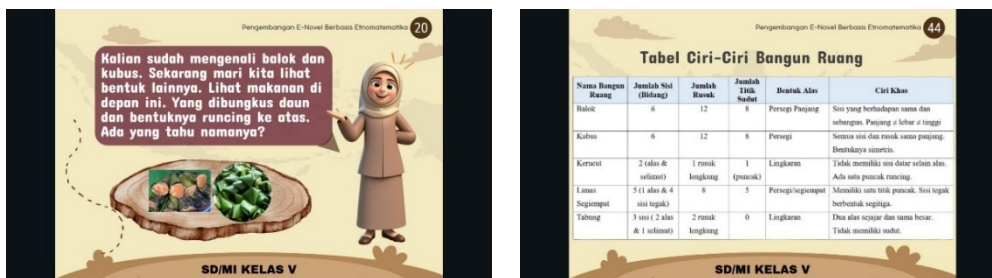 Pengembangan E-Novel Berbasis Etnomatematika 20
Kalian sudah mengenali balok dan
kubus. Sekarang mari kita lihat
bentuk lainnya. Lihat makanan di
depan ini. Yang dibungkus daun
dan bentuknya runcing ke atas.
Ada yang tahu namanya?
SD/MI KELAS V
Pengembangan E-Novel Berbasis Etnomatematika 44
Tabel Ciri-Ciri Bangun Ruang
Nama Bangun Ruang Jumlah Sisi (Bidang) Jumlah Rusuk Jumlah Titik Sudut Bentuk Alas Ciri Khas
Balok 6 12 8 Persegi Panjang Sisi yang berhadapan sama dan
sebangun. Panjang ≠ lebar ≠ tinggi
Kubus 6 12 8 Persegi Semua sisi dan rusuk sama panjang.
Bentuknya simetris.
Kerucut 2 (alas & 1 rusuk 1 Lingkaran Tidak memiliki sisi datar selain alas.
selimut) lengkung (puncak) Ada satu puncak runcing.
Limas 5 (1 alas & 4 8 5 Persegi/segiempat Memiliki satu titik puncak. Sisi tegak
Segiempat sisi tegak) berbentuk segitiga.
Tabung 3 sisi ( 2 alas 2 rusuk 0 Lingkaran Dua alas sejajar dan sama besar.
& 1 selimut) lengkung Tidak memiliki sudut.
SD/MI KELAS V